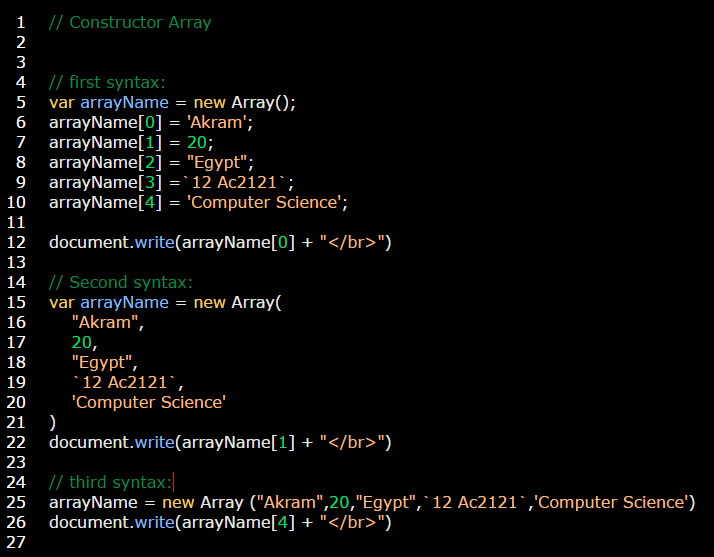 1 // Constructor Array
2
3
4 // first syntax:
5 var arrayName = new Array();
6 arrayName[0] = 'Akram';
7 arrayName[1] = 20;
8 arrayName[2] = "Egypt";
9 arrayName[3] =`12 Ac2121`;
10 arrayName[4] = 'Computer Science';
11
12 document.write(arrayName[0] + "</br>")
13
14 // Second syntax:
15 var arrayName = new Array(
16 "Akram",
17 20,
18 "Egypt",
19 `12 Ac2121`,
20 'Computer Science'
21 )
22 document.write(arrayName[1] + "</br>")
23
24 // third syntax:
25 arrayName = new Array ("Akram",20,"Egypt",`12 Ac2121`,'Computer Science')
26 document.write(arrayName[4] + "</br>")
27